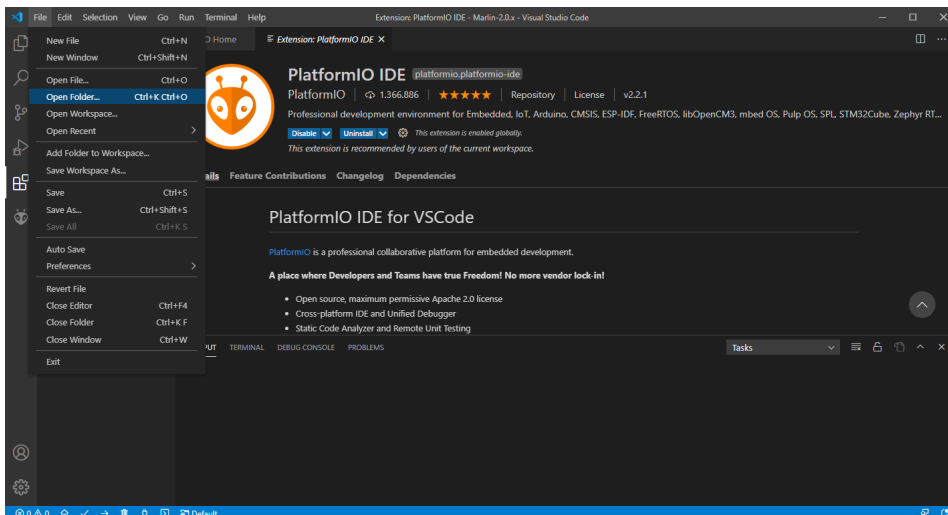 File Edit Selection View Go Run Terminal Help
Extension: PlatformIO IDE - Marlin-2.0.x - Visual Studio Code
New File Ctrl+N
New Window Ctrl+Shift+N
Open File... Ctrl+O
Open Folder... Ctrl+K Ctrl+O
Open Workspace...
Open Recent
Add Folder to Workspace...
Save Workspace As...
Save Ctrl+S
Save As... Ctrl+Shift+S
Save All Ctrl+K S
Auto Save
Preferences
Revert File
Close Editor Ctrl+F4
Close Folder Ctrl+K F
Close Window Ctrl+W
Exit
Home
Extension: PlatformIO IDE
PlatformIO IDE platformio.platformio-ide
PlatformIO 1.366.886 Repository License v2.2.1
Professional development environment for Embedded, IoT, Arduino, CMSIS, ESP-IDF, FreeRTOS, libOpenCM3, mbed OS, Pulp OS, SPL, STM32Cube, Zephyr RT...
Disable Uninstall This extension is enabled globally.
This extension is recommended by users of the current workspace.
ails Feature Contributions Changelog Dependencies
PlatformIO IDE for VSCode
PlatformIO is a professional collaborative platform for embedded development.
A place where Developers and Teams have true Freedom! No more vendor lock-in!
• Open source, maximum permissive Apache 2.0 license
• Cross-platform IDE and Unified Debugger
• Static Code Analyzer and Remote Unit Testing
PUT TERMINAL DEBUG CONSOLE PROBLEMS
Tasks
0 0 Default